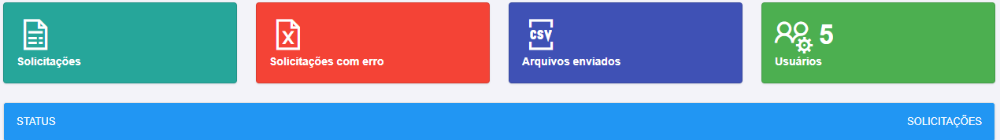 Solicitações
X
Solicitações com erro
CSV
Arquivos enviados
5
Usuários
STATUS
SOLICITAÇÕES